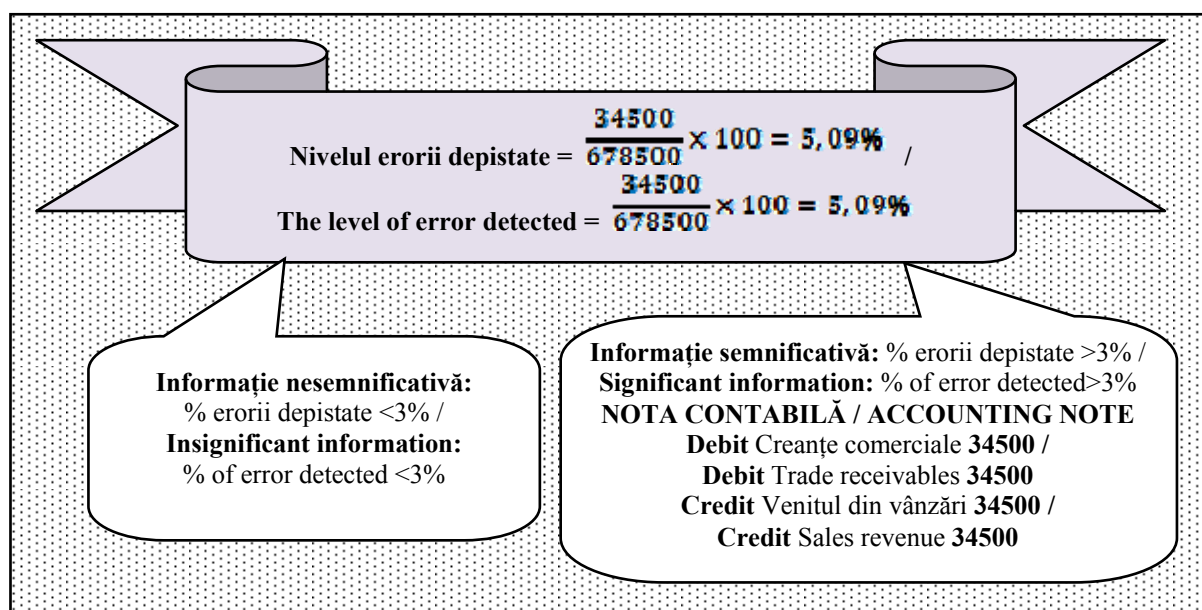 Nivelul erorii depistate = 34500/678500 × 100 = 5,09% /
The level of error detected = 34500/678500 × 100 = 5,09%
Informație nesemnificativă:
% erorii depistate <3% /
Insignificant information:
% of error detected <3%
Informație semnificativă: % erorii depistate >3% /
Significant information: % of error detected>3%
NOTA CONTABILĂ / ACCOUNTING NOTE
Debit Creanțe comerciale 34500 /
Debit Trade receivables 34500
Credit Venitul din vânzări 34500 /
Credit Sales revenue 34500